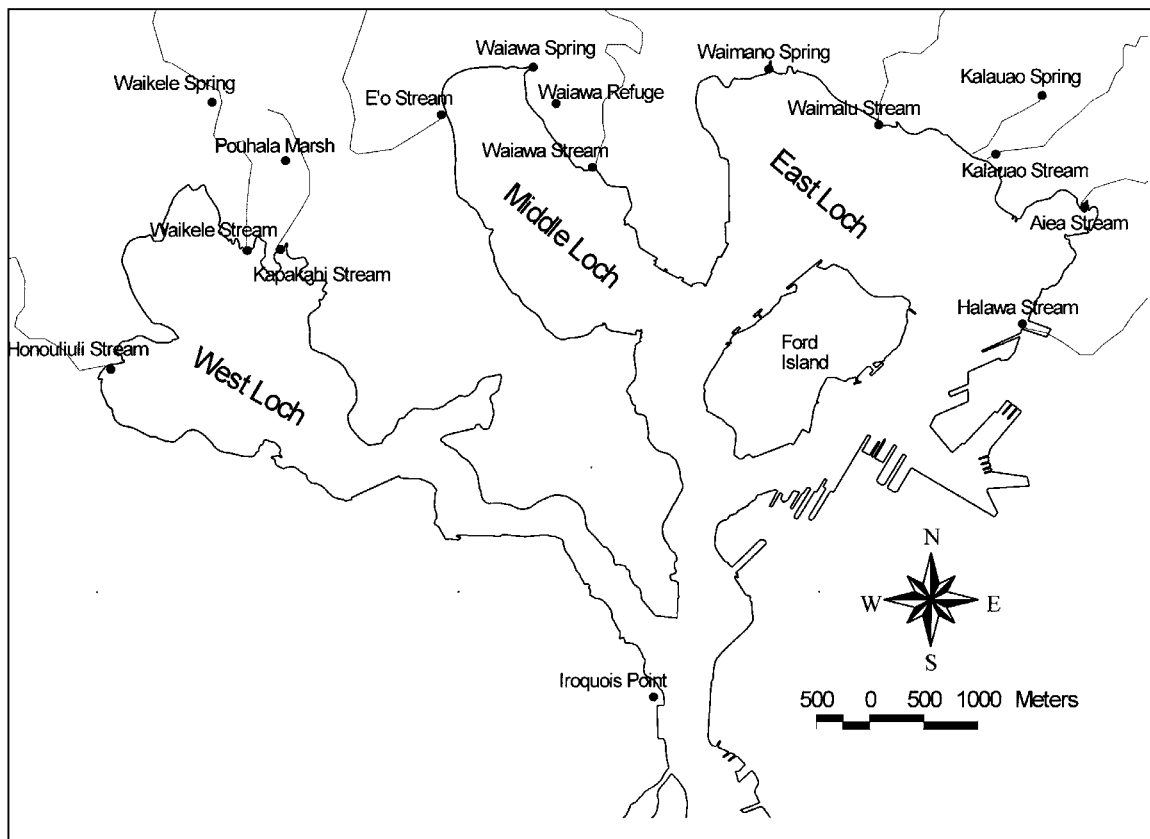 Waiawa Spring
Waimano Spring
Waikele Spring
Kalauao Spring
E'o Stream
Waiawa Refuge
Waimalu Stream
Pouhala Marsh
Waiawa Stream
Kalauao Stream
East Loch
Middle Loch
Aiea Stream
Waikele Stream
Kapakahi Stream
Halawa Stream
Honouliuli Stream
Ford
Island
West Loch
N
W
E
S
Iroquois Point
500 0 500 1000 Meters